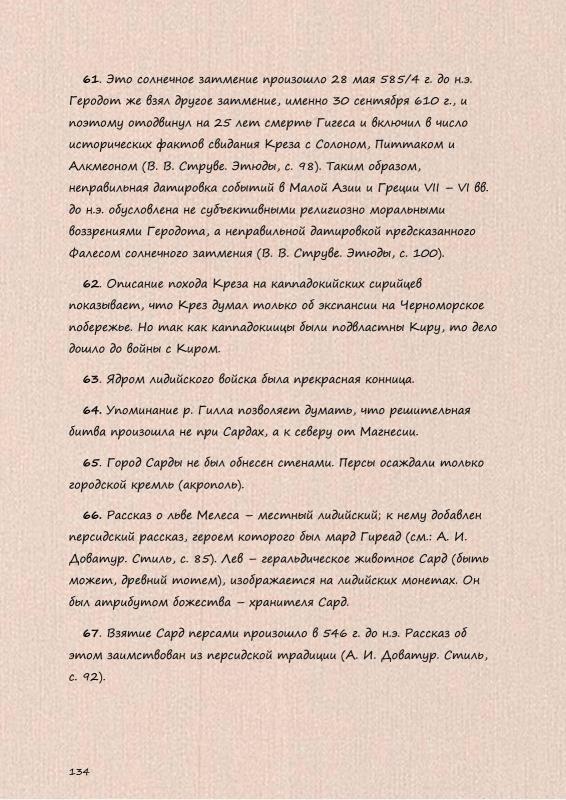 61. Это солнечное затмение произошло 28 мая 585/4 г. до н.э.
Геродот же взял другое затмение, именно 30 сентября 610 г., и
поэтому отодвинул на 25 лет смерть Гигеса и включил в число
исторических фактов свидания Креза с Солоном, Питтаком и
Алкмеоном (В. В. Струве. Этюды, с. 98). Таким образом,
неправильная датировка событий в Малой Азии и Греции VII – VI вв.
до н.э. обусловлена не субъективными религиозно моральными
воззрениями Геродота, а неправильной датировкой предсказанного
Фалесом солнечного затмения (В. В. Струве. Этюды, с. 100).
62. Описание похода Креза на каппадокийских сирийцев
показывает, что Крез думал только об экспансии на Черноморское
побережье. Но так как каппадокиицы были подвластны Киру, то дело
дошло до войны с Киром.
63. Ядром лидийского войска была прекрасная конница.
64. Упоминание р. Гилла позволяет думать, что решительная
битва произошла не при Сардах, а к северу от Магнесии.
65. Город Сарды не был обнесен стенами. Персы осаждали только
городской кремль (акрополь).
66. Рассказ о льве Мелеса – местный лидийский; к нему добавлен
персидский рассказ, героем которого был мард Гиреад (см.: А. И.
Доватур. Стиль, с. 85). Лев – геральдическое животное Сард (быть
может, древний тотем), изображается на лидийских монетах. Он
был атрибутом божества – хранителя Сард.
67. Взятие Сард персами произошло в 546 г. до н.э. Рассказ об
этом заимствован из персидской традиции (А. И. Доватур. Стиль,
с. 92).
134